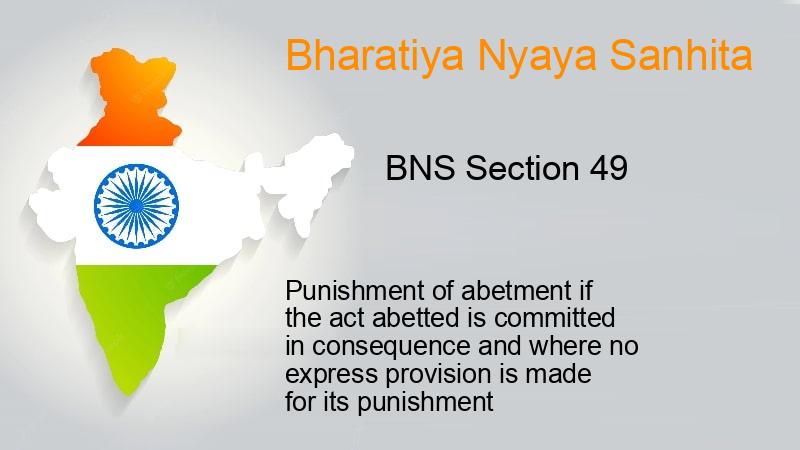 Bharatiya Nyaya Sanhita
BNS Section 49
Punishment of abetment if
the act abetted is committed
in consequence and where no
express provision is made
for its punishment